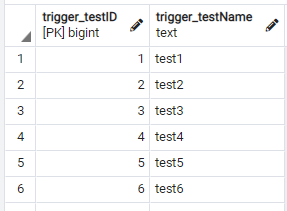 trigger_testID trigger_testName
[PK] bigint text
1 1 test1
2 2 test2
3 3 test3
4 4 test4
5 5 test5
6 6 test6